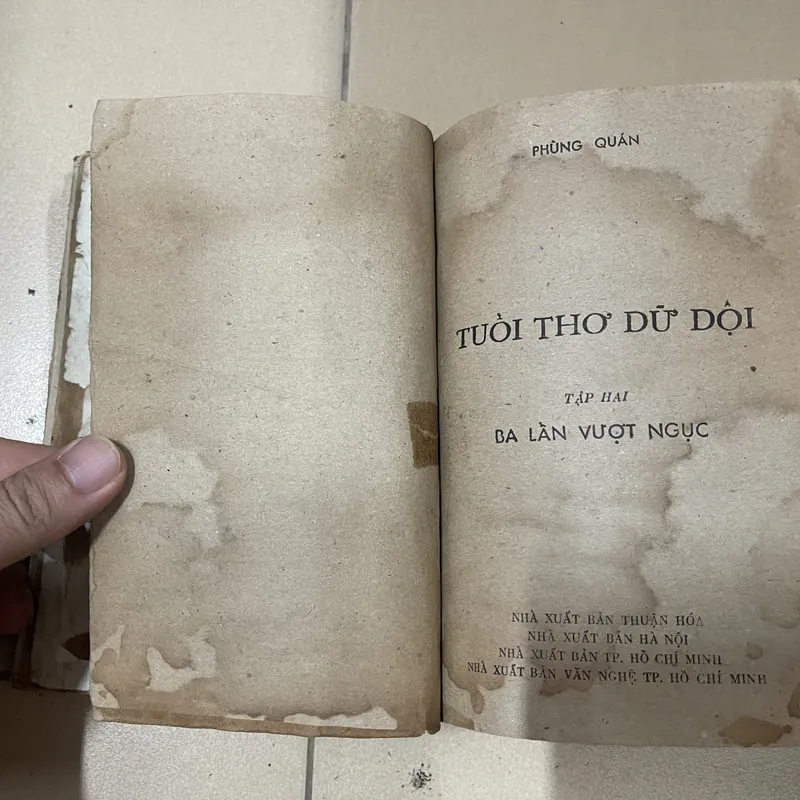 PHÙNG QUÁN
TUỔI THƠ DỮ DỘI
TẬP HAI
BA LẦN VƯỢT NGỤC
NHÀ XUẤT BẢN THUẬN HÓA
NHÀ XUẤT BẢN HÀ NỘI
NHÀ XUẤT BẢN TP. HỒ CHÍ MINH
NHÀ XUẤT BẢN VĂN NGHỆ TP. HỒ CHÍ MINH